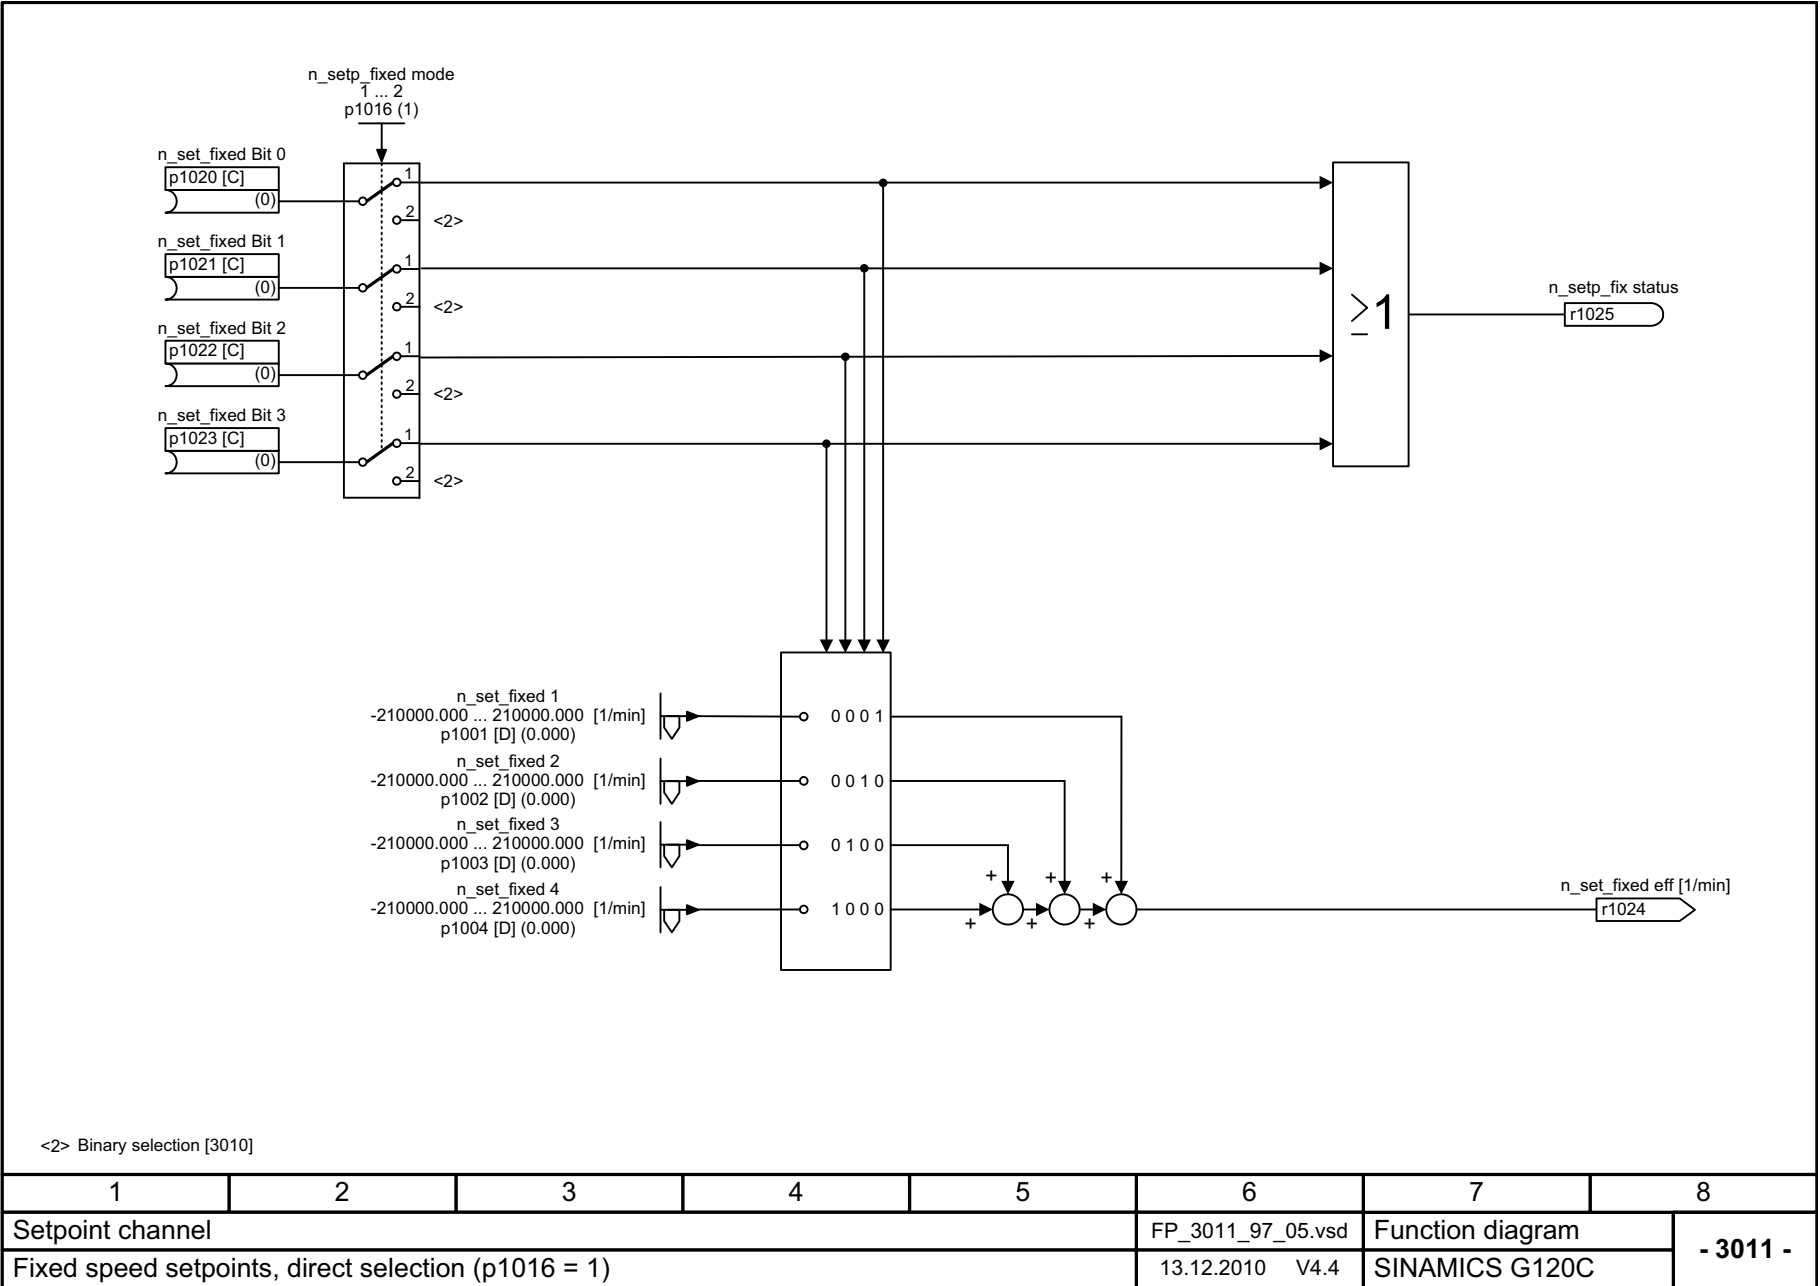 n_setp_fixed mode
1 ... 2
p1016 (1)
n_set_fixed Bit 0
p1020 [C]
(0)
1
2
<2>
n_set_fixed Bit 1
p1021 [C]
(0)
1
2
<2>
n_set_fixed Bit 2
p1022 [C]
(0)
1
2
<2>
n_set_fixed Bit 3
p1023 [C]
(0)
1
2
<2>
≥1
n_setp_fix status
r1025
n_set_fixed 1
-210000.000 ... 210000.000 [1/min]
p1001 [D] (0.000)
0 0 0 1
n_set_fixed 2
-210000.000 ... 210000.000 [1/min]
p1002 [D] (0.000)
0 0 1 0
n_set_fixed 3
-210000.000 ... 210000.000 [1/min]
p1003 [D] (0.000)
0 1 0 0
n_set_fixed 4
-210000.000 ... 210000.000 [1/min]
p1004 [D] (0.000)
1 0 0 0
+ + +
+ + +
n_set_fixed eff [1/min]
r1024
<2> Binary selection [3010]
1 2 3 4 5 6 7 8
Setpoint channel
FP_3011_97_05.vsd
Function diagram
- 3011 -
Fixed speed setpoints, direct selection (p1016 = 1)
13.12.2010 V4.4
SINAMICS G120C